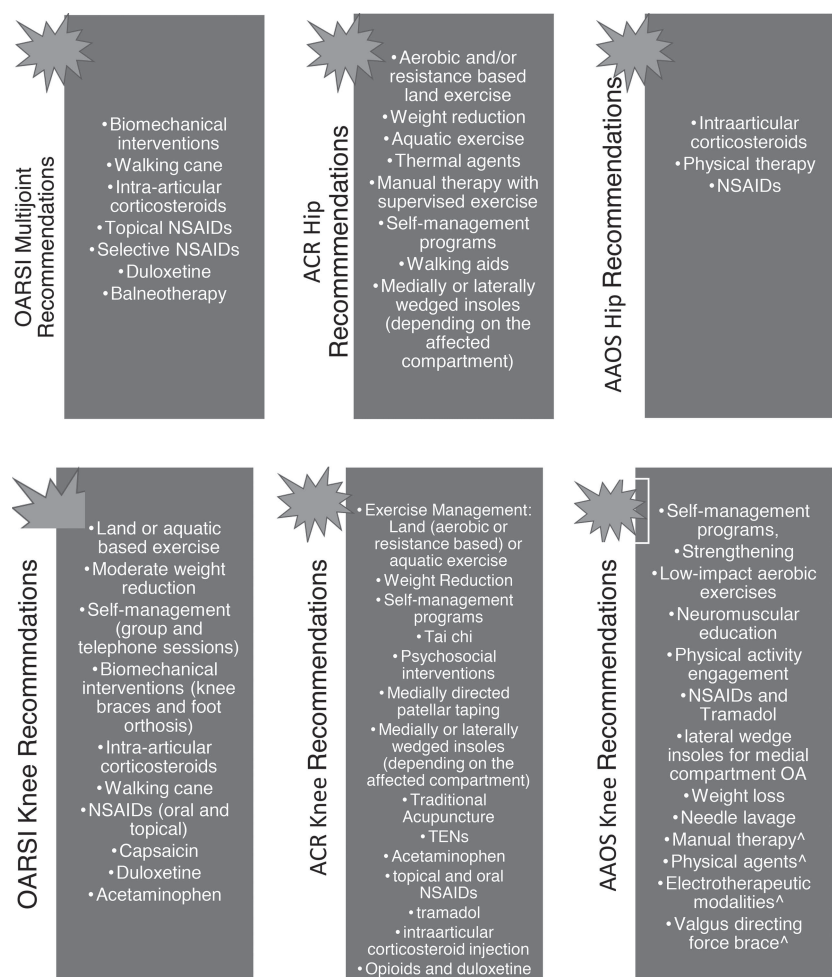 OARSI Multijoint
Recommendations
•Biomechanical
interventions
•Walking cane
•Intra-articular
corticosteroids
•Topical NSAIDs
•Selective NSAIDs
•Duloxetine
•Balneotherapy
ACR Hip
Recommmendations
•Aerobic and/or
resistance based
land exercise
•Weight reduction
•Aquatic exercise
•Thermal agents
•Manual therapy with
supervised exercise
•Self-management
programs
•Walking aids
•Medially or laterally
wedged insoles
(depending on the
affected
compartment)
AAOS Hip Recommendations
•Intraarticular
corticosteroids
•Physical therapy
•NSAIDs
OARSI Knee Recommndations
•Land or aquatic
based exercise
•Moderate weight
reduction
•Self-management
(group and
telephone sessions)
•Biomechanical
interventions (knee
braces and foot
orthosis)
•Intra-articular
corticosteroids
•Walking cane
•NSAIDs (oral and
topical)
•Capsaicin
•Duloxetine
•Acetaminophen
ACR Knee Recommendations
•Exercise Management:
Land (aerobic or
resistance based) or
aquatic exercise
•Weight Reduction
•Self-management
programs
•Tai chi
•Psychosocial
interventions
•Medially directed
patellar taping
•Medially or laterally
wedged insoles
(depending on the
affected compartment)
•Traditional
Acupuncture
•TENs
•Acetaminophen
•topical and oral
NSAIDs
•tramadol
•intraarticular
corticosteroid injection
•Opioids and duloxetine
AAOS Knee Recommendations
•Self-management
programs,
•Strengthening
•Low-impact aerobic
exercises
•Neuromuscular
education
•Physical activity
engagement
•NSAIDs and
Tramadol
•lateral wedge
insoles for medial
compartment OA
•Weight loss
•Needle lavage
•Manual therapy^
•Physical agents^
•Electrotherapeutic
modalities^
•Valgus directing
force brace^